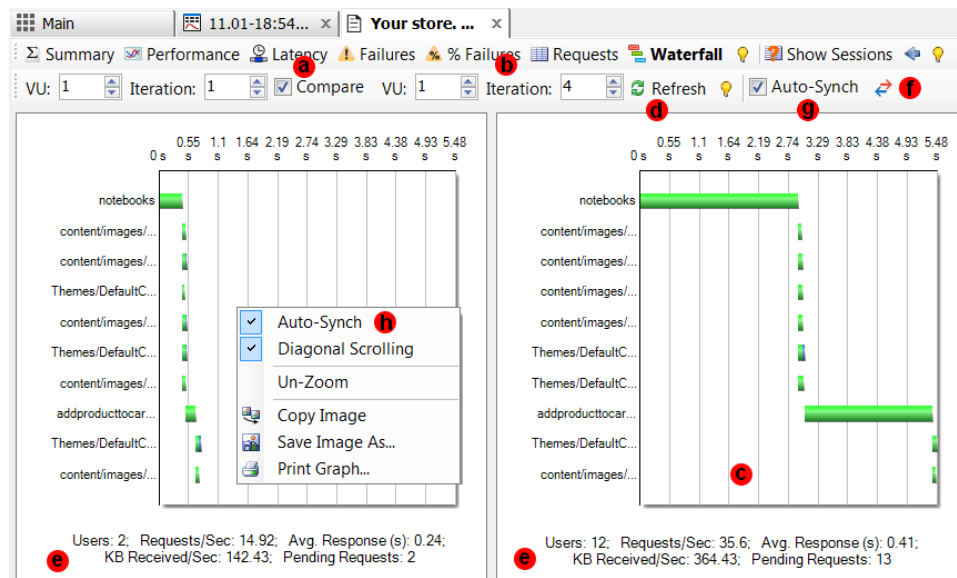 Main 11.01-18:54... x Your store. ... x
Σ Summary Performance Latency Failures % Failures Requests Waterfall Show Sessions
a b
VU: 1 Iteration: 1 Compare VU: 1 Iteration: 4 Refresh Auto-Synch f
d g
0.55 1.1 1.64 2.19 2.74 3.29 3.83 4.38 4.93 5.48
0 s s s s s s s s s s s
notebooks
content/images/...
content/images/...
Themes/DefaultC...
content/images/...
Themes/DefaultC...
content/images/...
addproducttocar...
Themes/DefaultC...
content/images/...
Auto-Synch h
Diagonal Scrolling
Un-Zoom
Copy Image
Save Image As...
Print Graph...
e
Users: 2; Requests/Sec: 14.92; Avg. Response (s): 0.24;
KB Received/Sec: 142.43; Pending Requests: 2
0.55 1.1 1.64 2.19 2.74 3.29 3.83 4.38 4.93 5.48
0 s s s s s s s s s s s
notebooks
content/images/...
content/images/...
content/images/...
content/images/...
Themes/DefaultC...
Themes/DefaultC...
addproducttocar...
Themes/DefaultC...
content/images/...
c
e
Users: 12; Requests/Sec: 35.6; Avg. Response (s): 0.41;
KB Received/Sec: 364.43; Pending Requests: 13